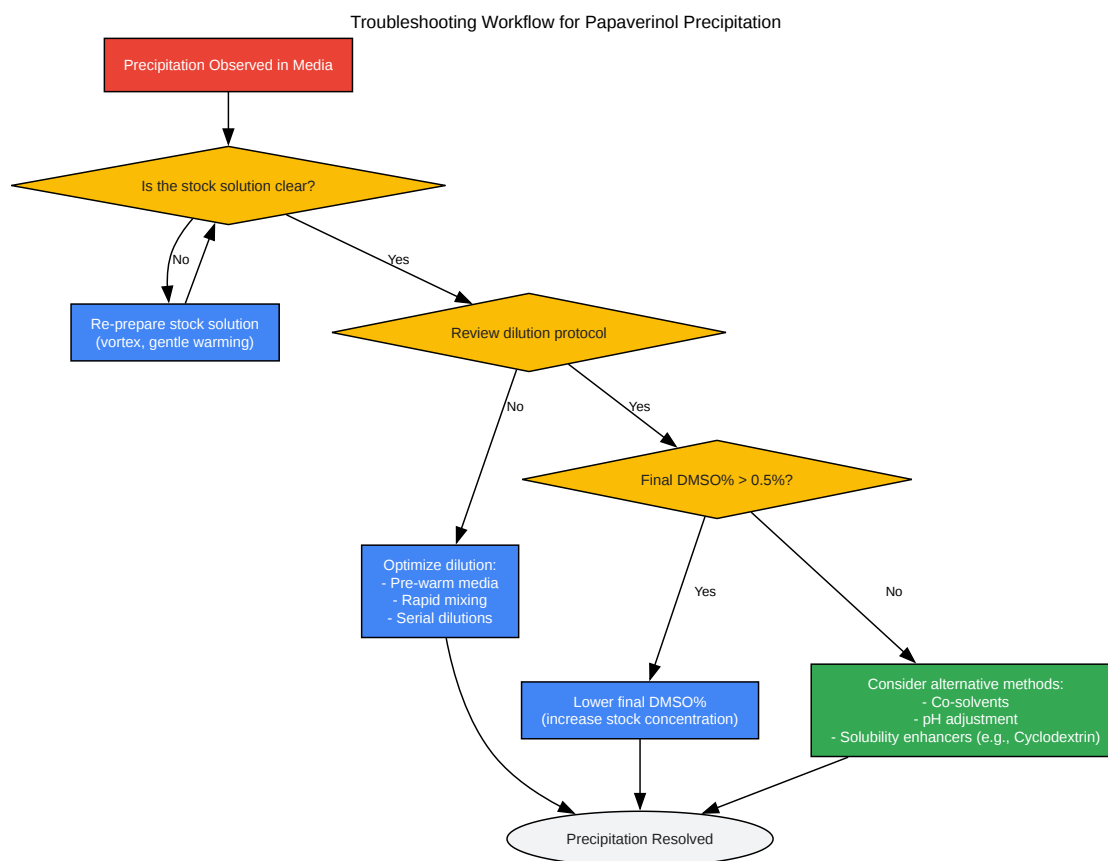 Troubleshooting Workflow for Papaverinol Precipitation
Precipitation Observed in Media
Is the stock solution clear?
No
Yes
Re-prepare stock solution
(vortex, gentle warming)
Review dilution protocol
No
Yes
Final DMSO% > 0.5%?
Optimize dilution:
- Pre-warm media
- Rapid mixing
- Serial dilutions
Yes
No
Lower final DMSO%
(increase stock concentration)
Consider alternative methods:
- Co-solvents
- pH adjustment
- Solubility enhancers (e.g., Cyclodextrin)
Precipitation Resolved